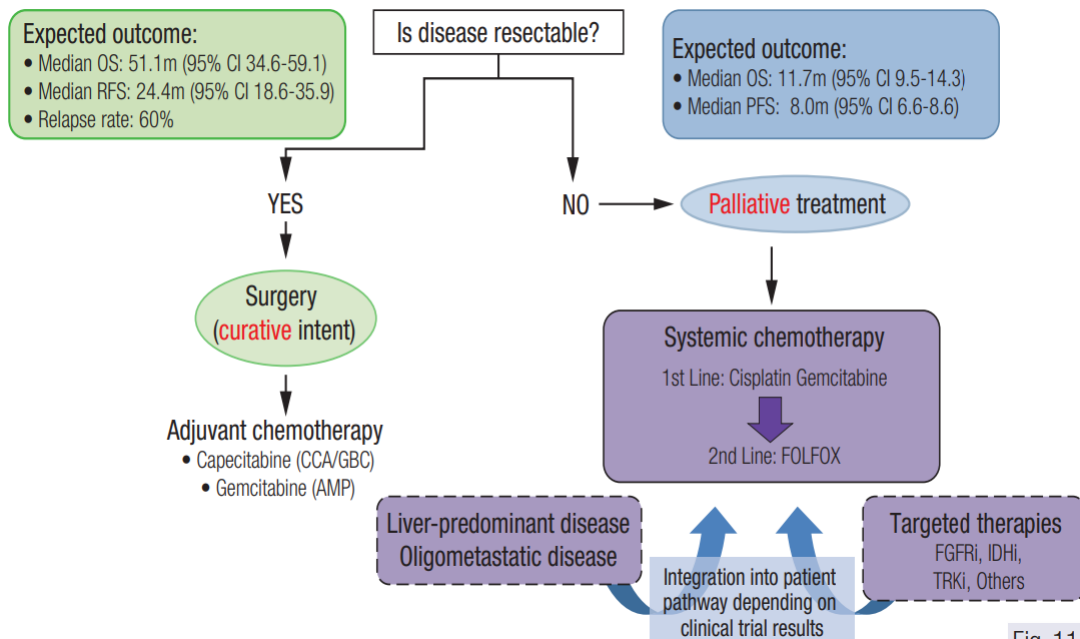 Expected outcome:
• Median OS: 51.1m (95% CI 34.6-59.1)
• Median RFS: 24.4m (95% CI 18.6-35.9)
• Relapse rate: 60%
Is disease resectable?
Expected outcome:
• Median OS: 11.7m (95% CI 9.5-14.3)
• Median PFS: 8.0m (95% CI 6.6-8.6)
YES
NO
Palliative treatment
Surgery
(curative intent)
Adjuvant chemotherapy
• Capecitabine (CCA/GBC)
• Gemcitabine (AMP)
Systemic chemotherapy
1st Line: Cisplatin Gemcitabine
2nd Line: FOLFOX
Liver-predominant disease
Oligometastatic disease
Integration into patient
pathway depending on
clinical trial results
Targeted therapies
FGFRi, IDHi,
TRKi, Others
Fig. 11